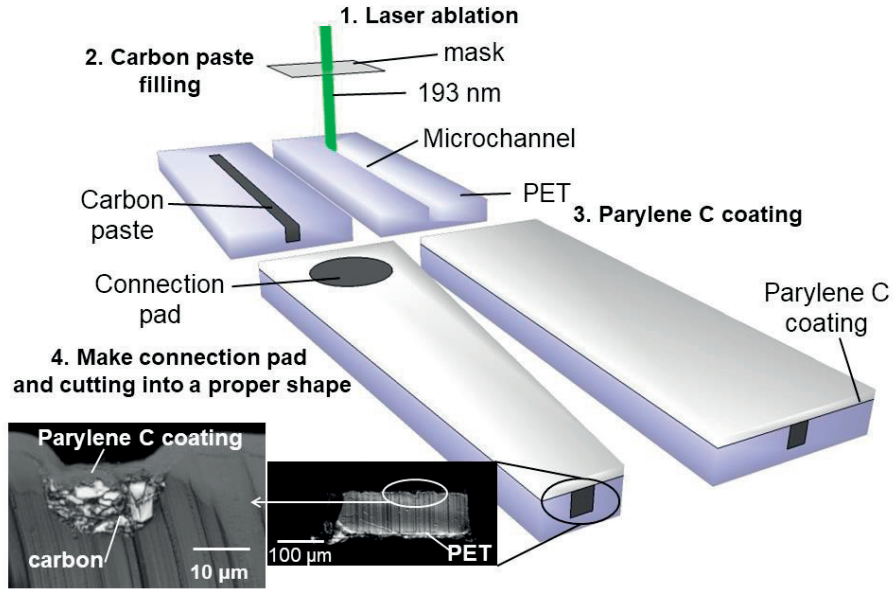 1. Laser ablation
mask
193 nm
2. Carbon paste
filling
Microchannel
PET
Carbon
paste
3. Parylene C coating
Connection
pad
Parylene C
coating
4. Make connection pad
and cutting into a proper shape
Parylene C coating
carbon
10 µm
100 µm
PET